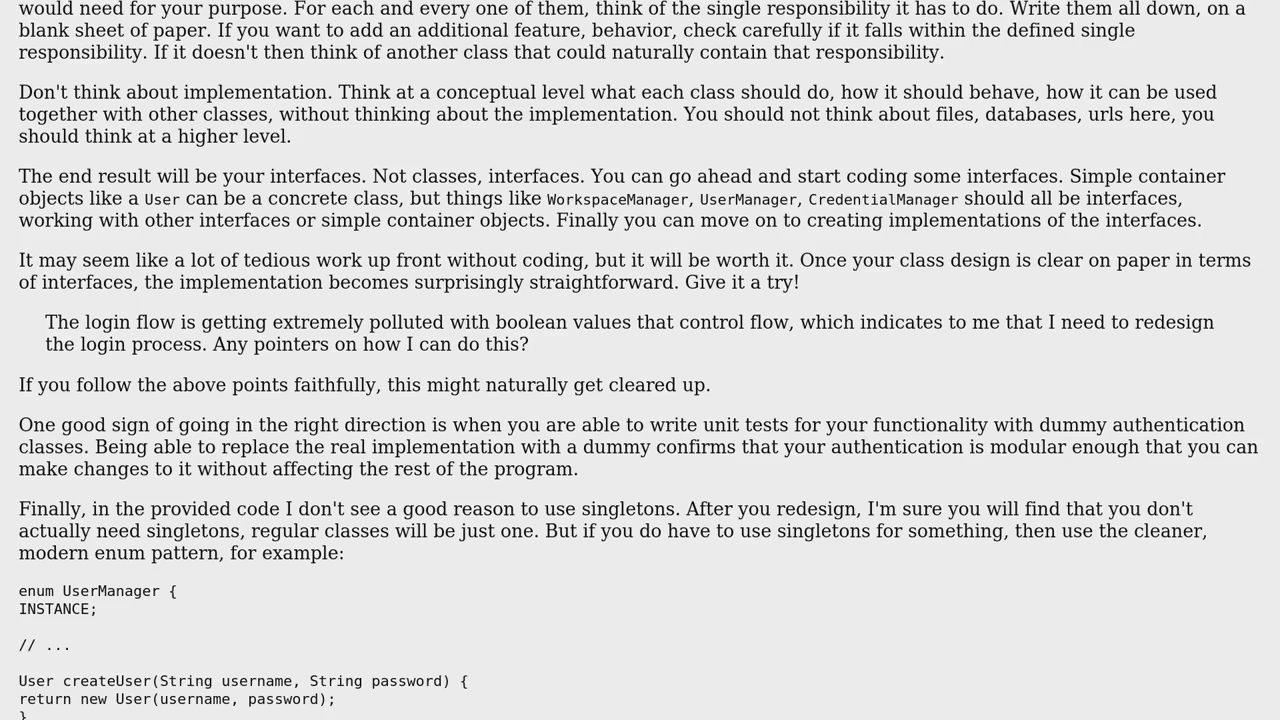 would need for your purpose. For each and every one of them, think of the single responsibility it has to do. Write them all down, on a
blank sheet of paper. If you want to add an additional feature, behavior, check carefully if it falls within the defined single
responsibility. If it doesn't then think of another class that could naturally contain that responsibility.
Don't think about implementation. Think at a conceptual level what each class should do, how it should behave, how it can be used
together with other classes, without thinking about the implementation. You should not think about files, databases, urls here, you
should think at a higher level.
The end result will be your interfaces. Not classes, interfaces. You can go ahead and start coding some interfaces. Simple container
objects like a User can be a concrete class, but things like WorkspaceManager, UserManager, CredentialManager should all be interfaces,
working with other interfaces or simple container objects. Finally you can move on to creating implementations of the interfaces.
It may seem like a lot of tedious work up front without coding, but it will be worth it. Once your class design is clear on paper in terms
of interfaces, the implementation becomes surprisingly straightforward. Give it a try!
The login flow is getting extremely polluted with boolean values that control flow, which indicates to me that I need to redesign
the login process. Any pointers on how I can do this?
If you follow the above points faithfully, this might naturally get cleared up.
One good sign of going in the right direction is when you are able to write unit tests for your functionality with dummy authentication
classes. Being able to replace the real implementation with a dummy confirms that your authentication is modular enough that you can
make changes to it without affecting the rest of the program.
Finally, in the provided code I don't see a good reason to use singletons. After you redesign, I'm sure you will find that you don't
actually need singletons, regular classes will be just one. But if you do have to use singletons for something, then use the cleaner,
modern enum pattern, for example:
enum UserManager {
INSTANCE;
// ...
User createUser(String username, String password) {
return new User(username, password);
}